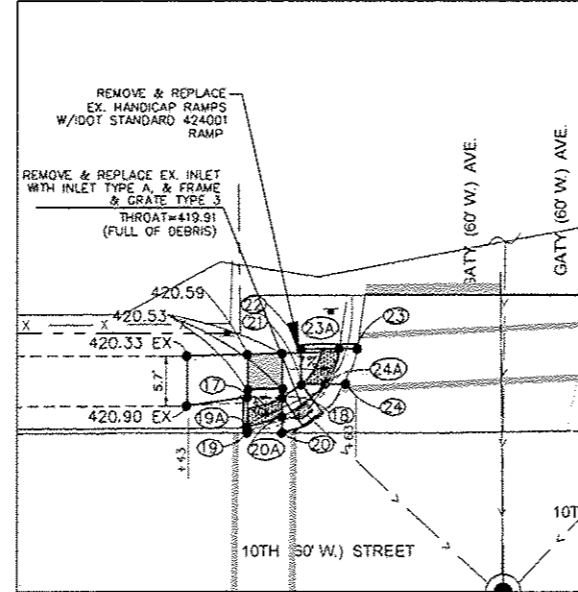 REMOVE & REPLACE
EX. HANDICAP RAMPS
W/IDOT STANDARD 424001
RAMP
REMOVE & REPLACE EX. INLET
WITH INLET TYPE A, & FRAME
& GRATE TYPE 3
THROAT=419.91
(FULL OF DEBRIS)
GATY (60' W.) AVE.
GATY (60' W.) AVE.
420.59
420.53
X X X
420.33 EX
22
21
23A
23
5.7'
17
24A
24
420.90 EX
19A
18
19
20A
20
+43
+63
10TH 60' W.) STREET
10T